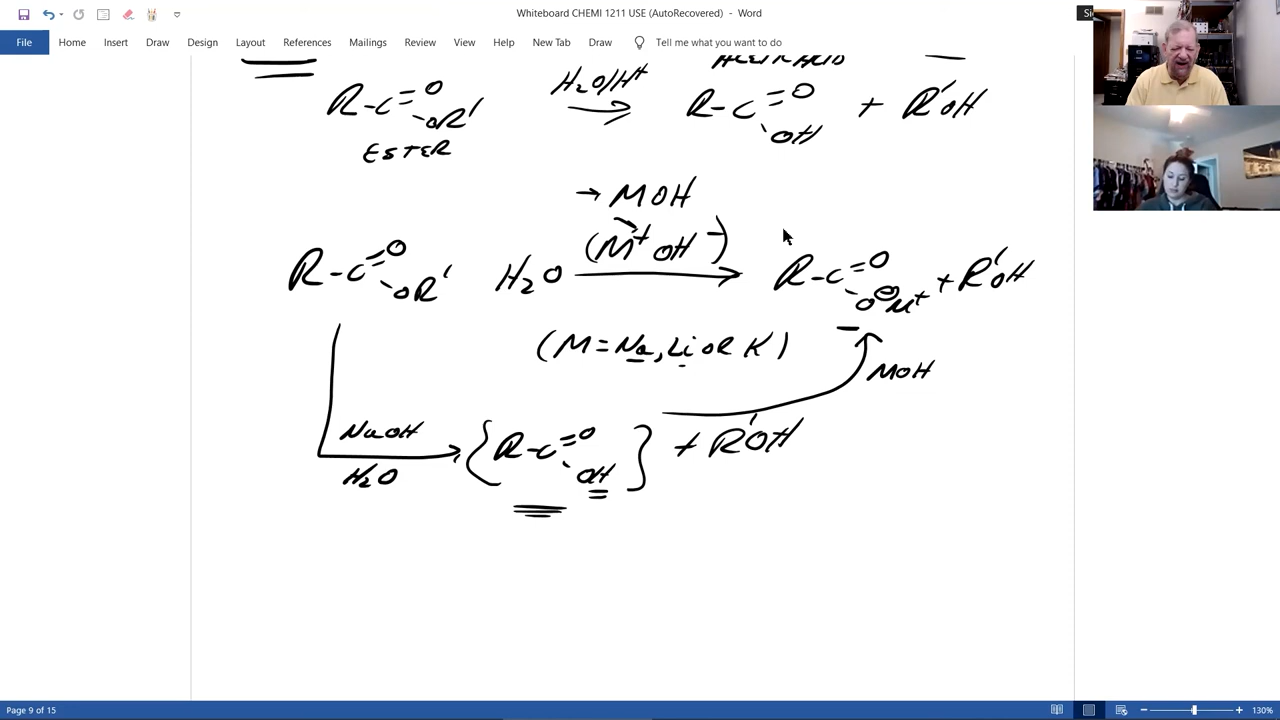 Whiteboard CHEMI 1211 USE (AutoRecovered) - Word
File Home Insert Draw Design Layout References Mailings Review View Help New Tab Draw Tell me what you want to do
ACETIC ACID
R-C=O OR' H2O/H+ R-C=O OH + R'OH
ESTER
→ MOH
(M+ OH-)
R-C=O OR' H2O → R-C=O O⊖M+ + R'OH
(M=Na, Li OR K)
MOH
NaOH
H2O
{R-C=O OH} + R'OH
Page 9 of 15
130%